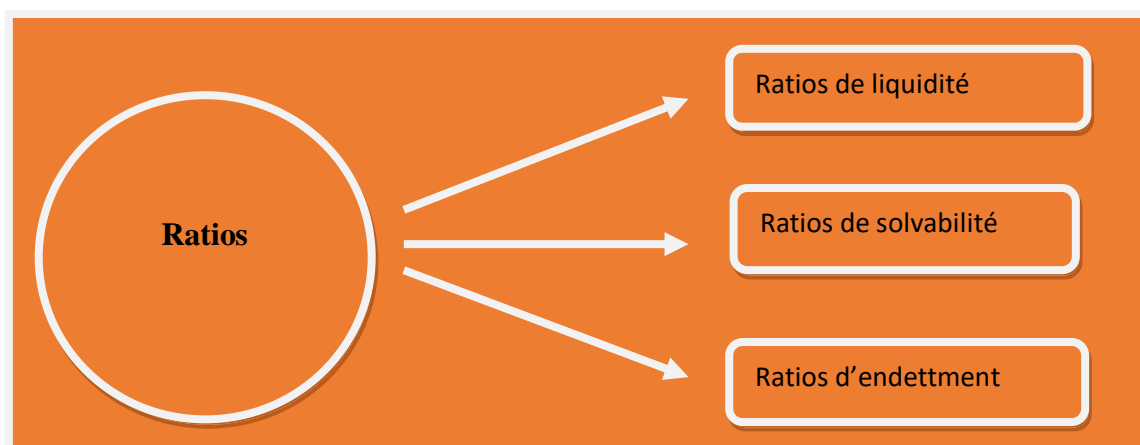 Ratios
Ratios de liquidité
Ratios de solvabilité
Ratios d’endettment